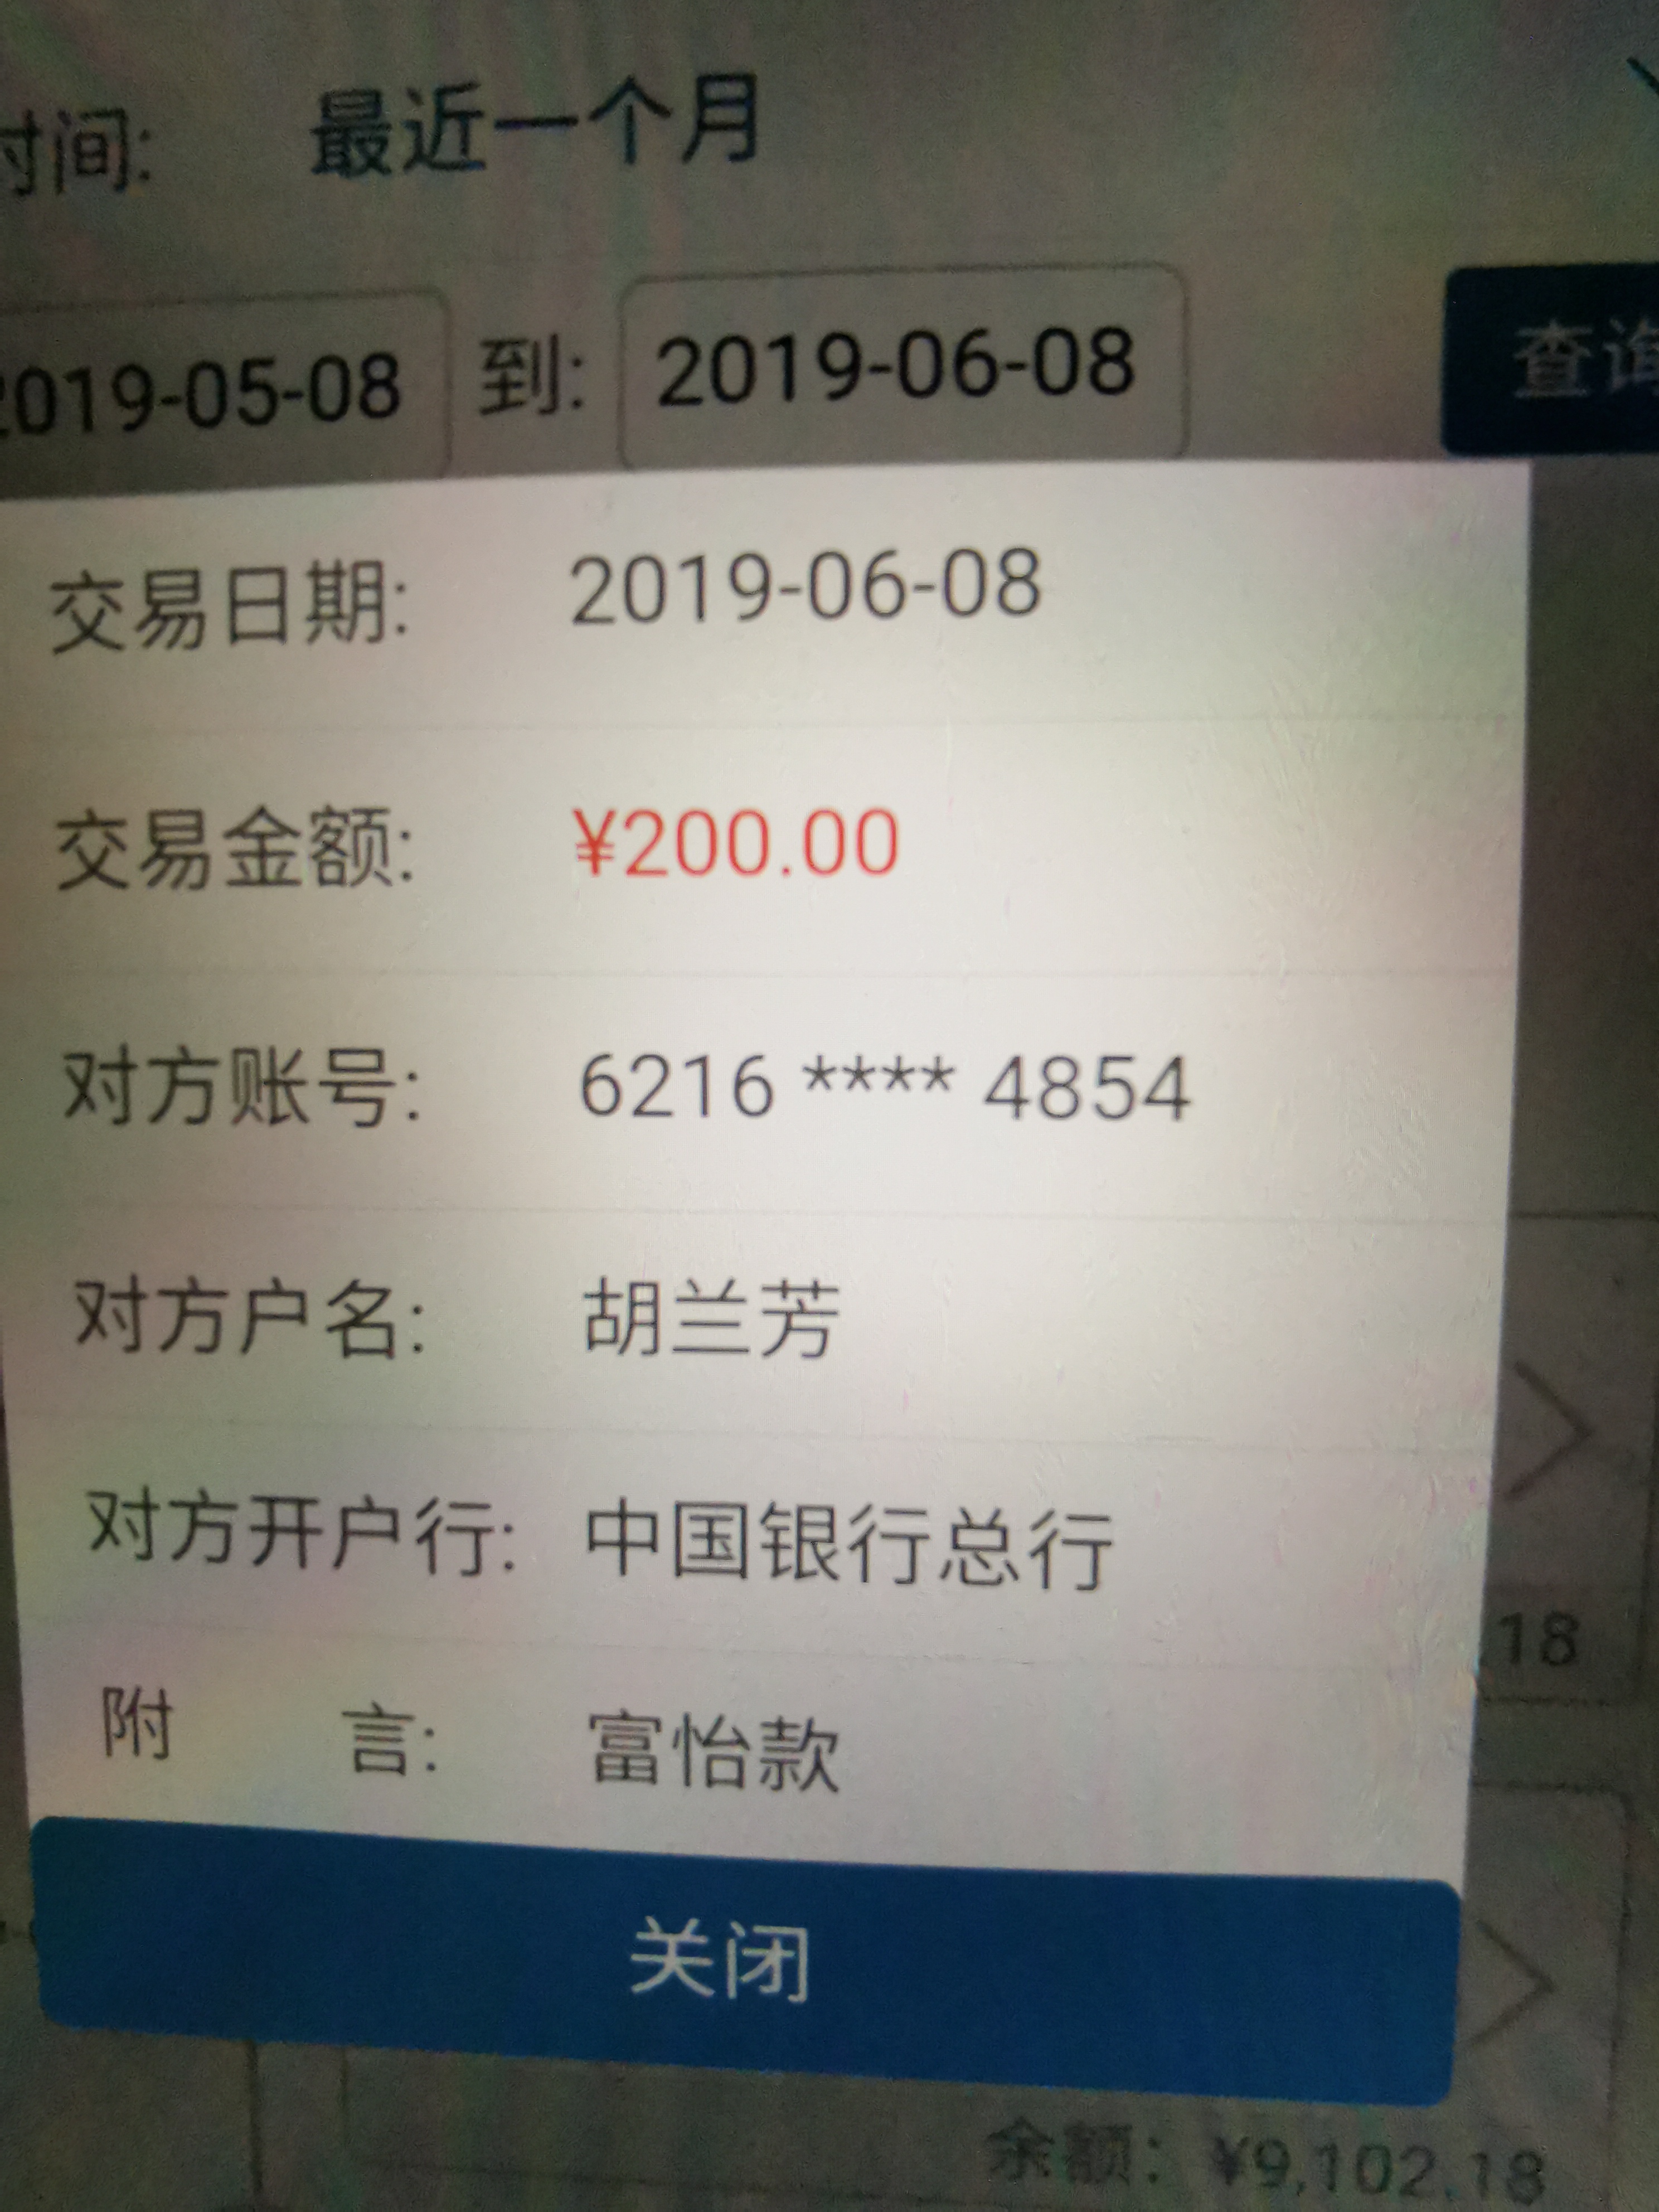 时间: 最近一个月
2019-05-08 到: 2019-06-08 查询
交易日期: 2019-06-08
交易金额: ¥200.00
对方账号: 6216 **** 4854
对方户名: 胡兰芳
对方开户行: 中国银行总行
.18
附 言: 富怡款
关闭
余额: ¥9,102.18